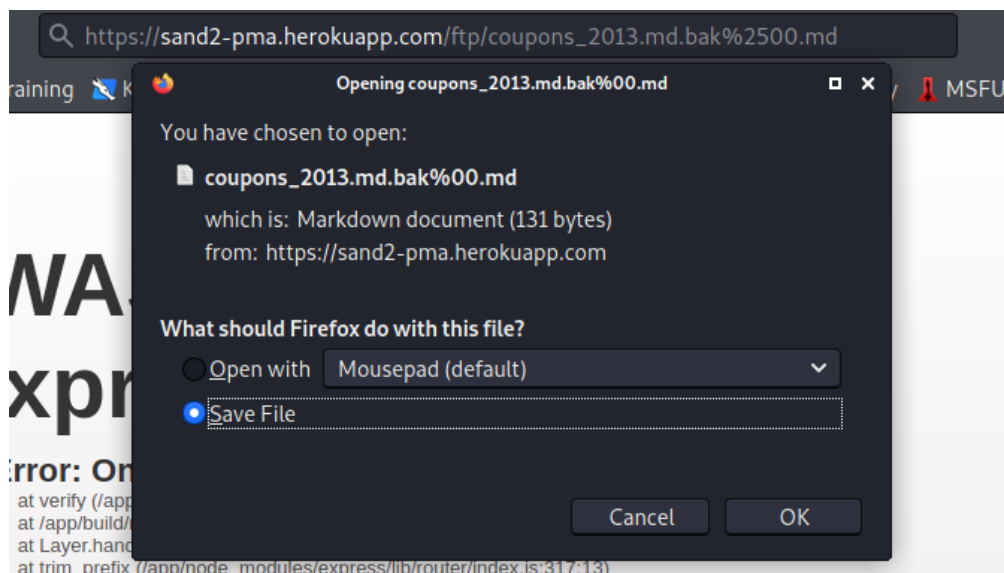 https://sand2-pma.herokuapp.com/ftp/coupons_2013.md.bak%2500.md
raining K
Opening coupons_2013.md.bak%00.md
MSFU
You have chosen to open:
coupons_2013.md.bak%00.md
which is: Markdown document (131 bytes)
from: https://sand2-pma.herokuapp.com
WAS
What should Firefox do with this file?
Open with Mousepad (default)
xpr
Save File
Error: On
at verify (/app
at /app/build/
Cancel OK
at Layer.hand
at trim_prefix (/app/node_modules/express/lib/router/index.js:317:13)